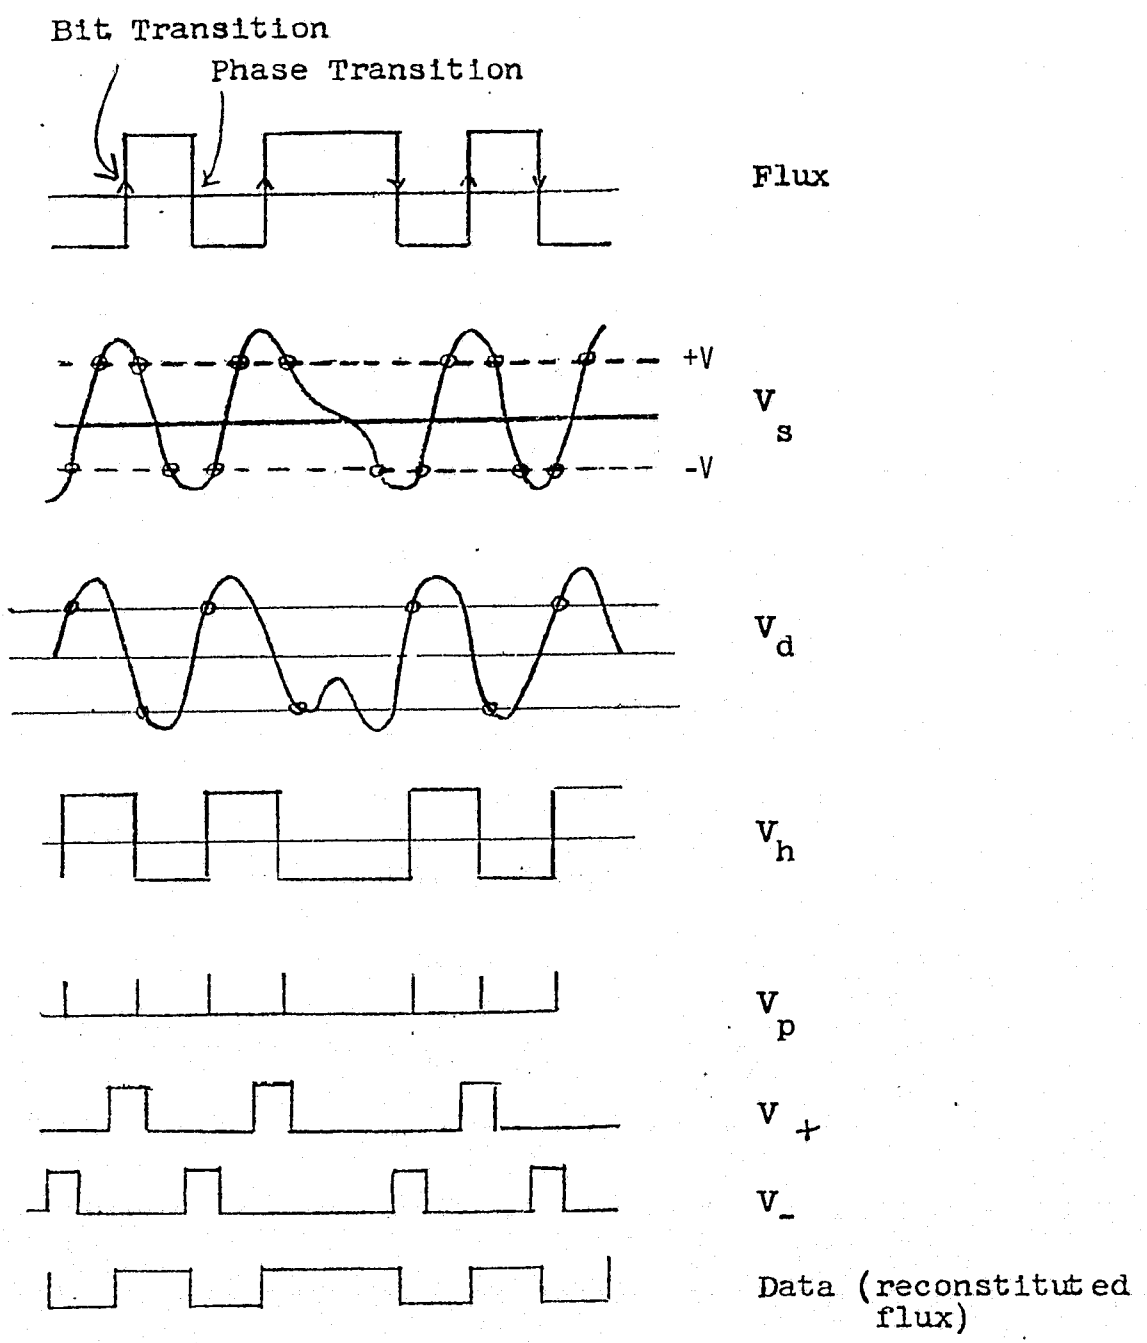 Bit Transition
Phase Transition
Flux
+V
V
s
-V
V
d
V
h
V
p
V
+
V
-
Data (reconstituted
flux)